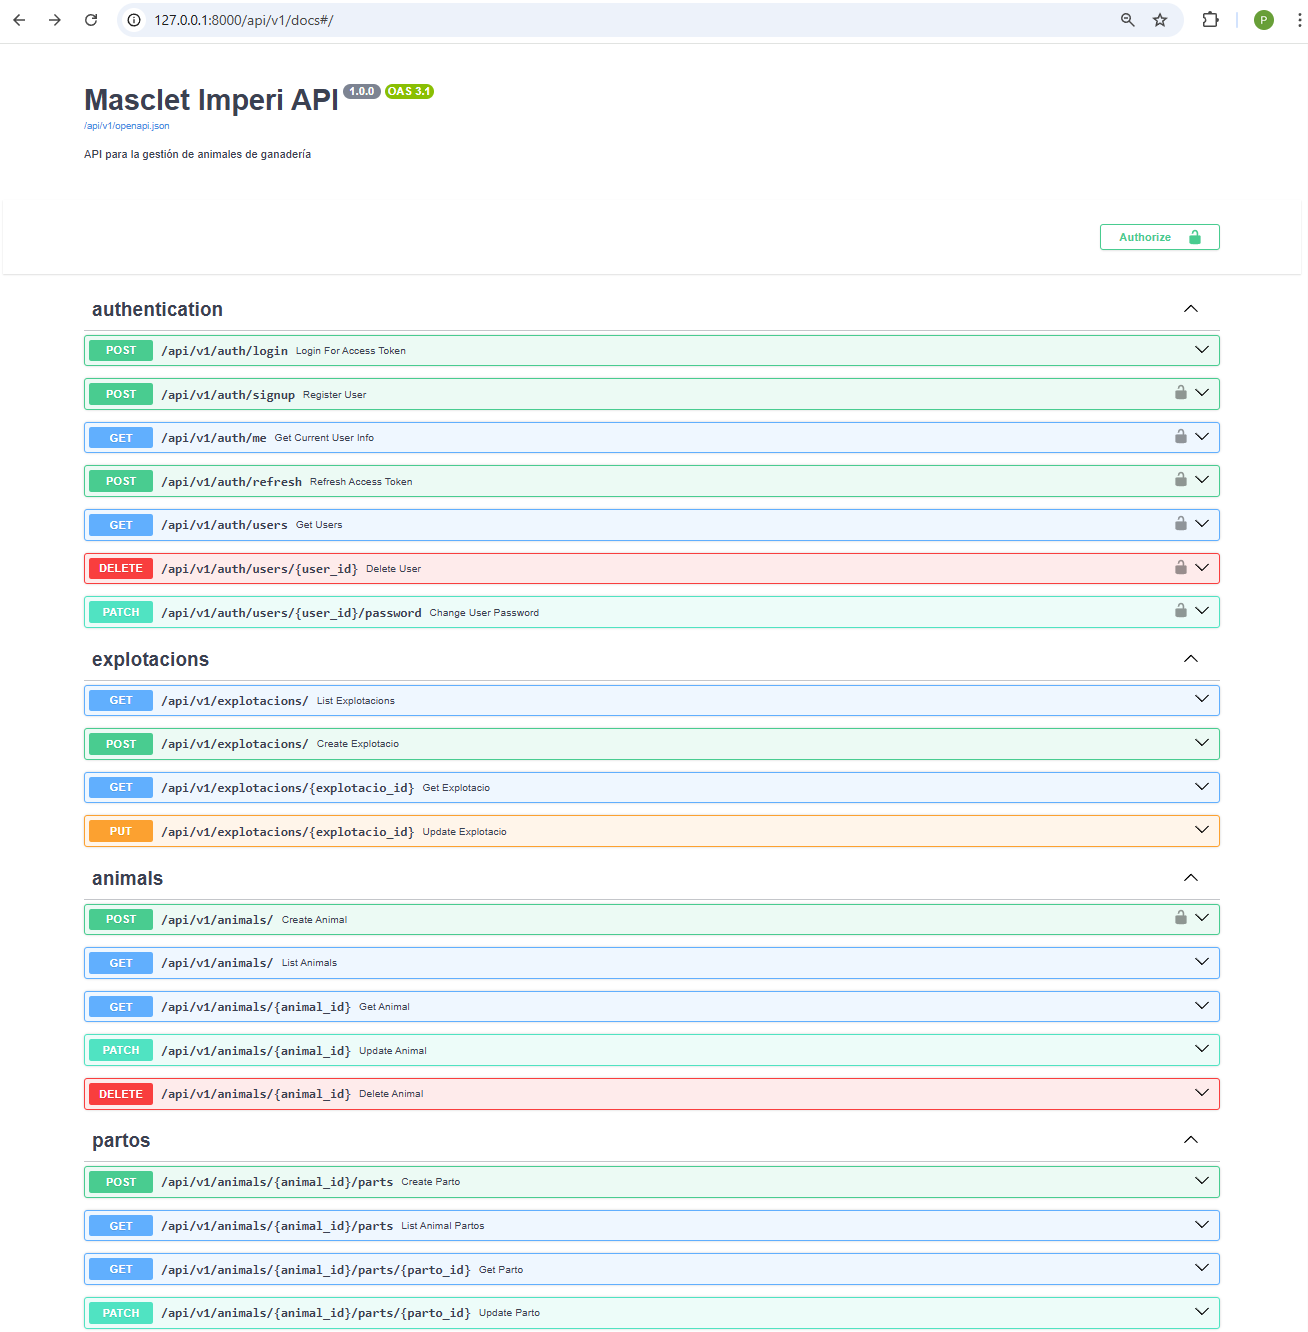 127.0.0.1:8000/api/v1/docs#/
P
Masclet Imperi API 1.0.0 OAS 3.1
/api/v1/openapi.json
API para la gestión de animales de ganadería
Authorize
authentication
POST /api/v1/auth/login Login For Access Token
POST /api/v1/auth/signup Register User
GET /api/v1/auth/me Get Current User Info
POST /api/v1/auth/refresh Refresh Access Token
GET /api/v1/auth/users Get Users
DELETE /api/v1/auth/users/{user_id} Delete User
PATCH /api/v1/auth/users/{user_id}/password Change User Password
explotacions
GET /api/v1/explotacions/ List Explotacions
POST /api/v1/explotacions/ Create Explotacio
GET /api/v1/explotacions/{explotacio_id} Get Explotacio
PUT /api/v1/explotacions/{explotacio_id} Update Explotacio
animals
POST /api/v1/animals/ Create Animal
GET /api/v1/animals/ List Animals
GET /api/v1/animals/{animal_id} Get Animal
PATCH /api/v1/animals/{animal_id} Update Animal
DELETE /api/v1/animals/{animal_id} Delete Animal
partos
POST /api/v1/animals/{animal_id}/parts Create Parto
GET /api/v1/animals/{animal_id}/parts List Animal Partos
GET /api/v1/animals/{animal_id}/parts/{parto_id} Get Parto
PATCH /api/v1/animals/{animal_id}/parts/{parto_id} Update Parto